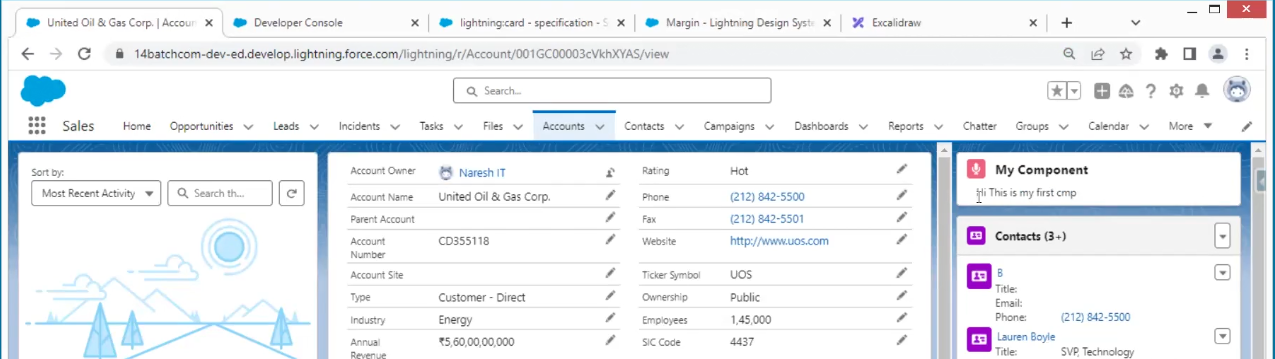 United Oil & Gas Corp. | Accoun
Developer Console
lightning:card - specification - S
Margin - Lightning Design Syste
Excalidraw
14batchcom-dev-ed.develop.lightning.force.com/lightning/r/Account/001GC00003cVkhXYAS/view
Search...
Sales
Home
Opportunities
Leads
Incidents
Tasks
Files
Accounts
Contacts
Campaigns
Dashboards
Reports
Chatter
Groups
Calendar
More
Sort by:
Most Recent Activity
Search th...
Account Owner
Naresh IT
Rating
Hot
Account Name
United Oil & Gas Corp.
Phone
(212) 842-5500
Parent Account
Fax
(212) 842-5501
Account
Number
CD355118
Website
http://www.uos.com
Account Site
Ticker Symbol
UOS
Type
Customer - Direct
Ownership
Public
Industry
Energy
Employees
1,45,000
Annual
Revenue
₹5,60,00,00,000
SIC Code
4437
My Component
Hi This is my first cmp
Contacts (3+)
B
Title:
Email:
Phone: (212) 842-5500
Lauren Boyle
Title: SVP, Technology